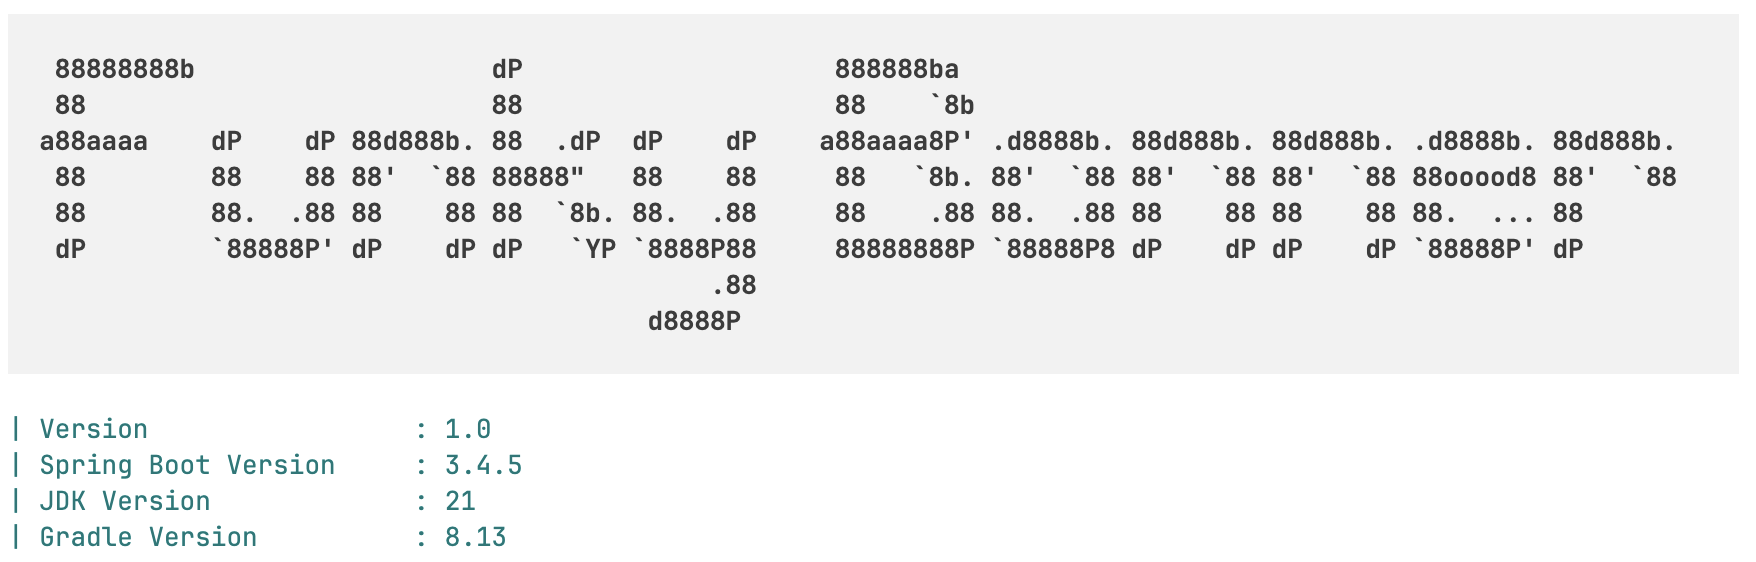 88888888b                   dP                    888888ba
 88                          88                    88    `8b
a88aaaa    dP    dP 88d888b. 88  .dP  dP    dP    a88aaaa8P' .d8888b. 88d888b. 88d888b. .d8888b. 88d888b.
 88        88    88 88'  `88 88888"   88    88     88   `8b. 88'  `88 88'  `88 88'  `88 88ooood8 88'  `88
 88        88.  .88 88    88 88  `8b. 88.  .88     88    .88 88.  .88 88    88 88    88 88.  ... 88
 dP        `88888P' dP    dP dP   `YP `8888P88     88888888P `88888P8 dP    dP dP    dP `88888P' dP
                                           .88
                                       d8888P
| Version                 : 1.0
| Spring Boot Version     : 3.4.5
| JDK Version             : 21
| Gradle Version          : 8.13